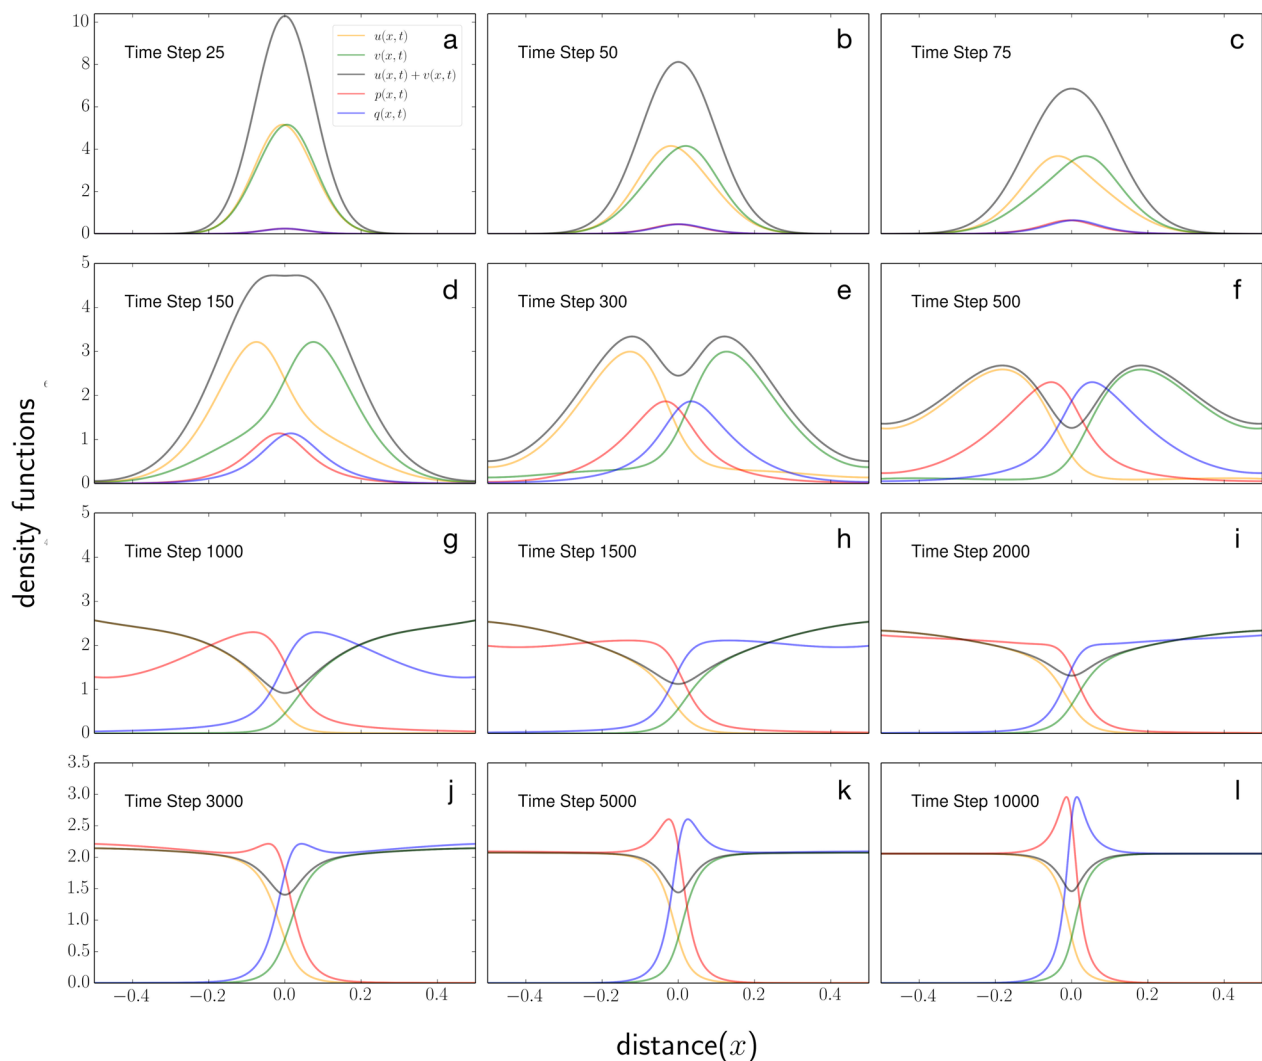 Time Step 25
a
u(x, t)
v(x, t)
u(x, t) + v(x, t)
p(x, t)
q(x, t)
Time Step 50
b
Time Step 75
c
10
8
6
4
2
0
Time Step 150
d
Time Step 300
e
Time Step 500
f
5
4
3
2
1
0
Time Step 1000
g
Time Step 1500
h
Time Step 2000
i
5
4
3
2
1
0
Time Step 3000
j
Time Step 5000
k
Time Step 10000
l
3.5
3.0
2.5
2.0
1.5
1.0
0.5
0.0
−0.4 −0.2 0.0 0.2 0.4
−0.4 −0.2 0.0 0.2 0.4
−0.4 −0.2 0.0 0.2 0.4
density functions
distance(x)